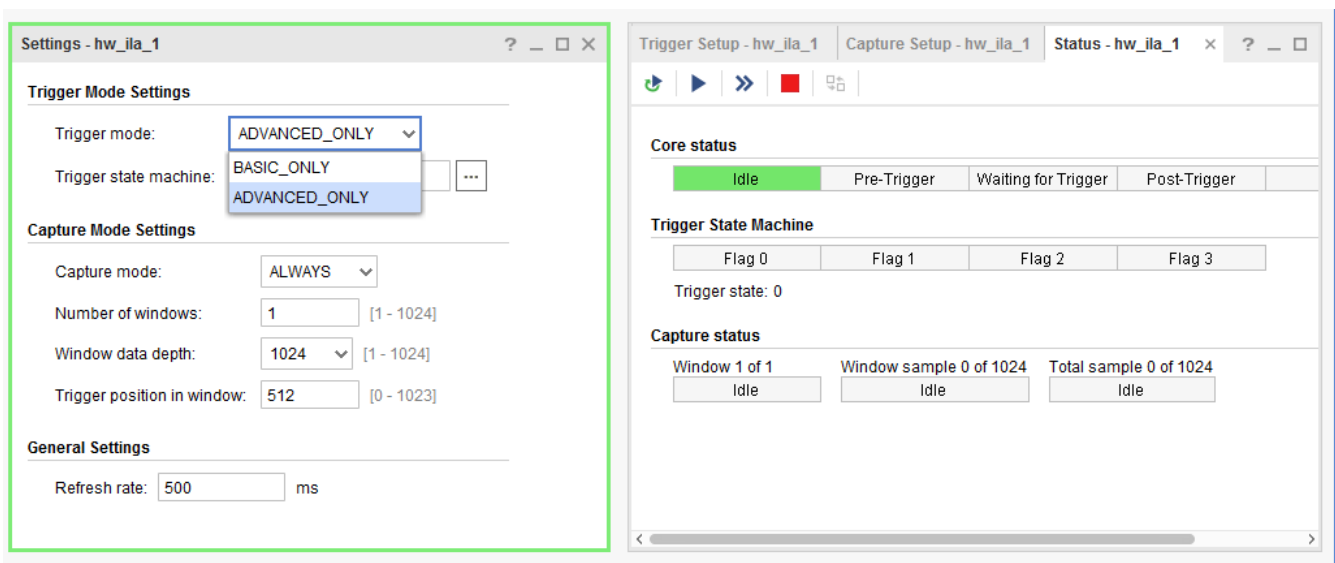 Settings - hw_ila_1
Trigger Mode Settings
Trigger mode: ADVANCED_ONLY
BASIC_ONLY
Trigger state machine:
ADVANCED_ONLY
Capture Mode Settings
Capture mode: ALWAYS
Number of windows: 1 [1 - 1024]
Window data depth: 1024 [1 - 1024]
Trigger position in window: 512 [0 - 1023]
General Settings
Refresh rate: 500 ms
Trigger Setup - hw_ila_1 Capture Setup - hw_ila_1 Status - hw_ila_1
Core status
Idle Pre-Trigger Waiting for Trigger Post-Trigger
Trigger State Machine
Flag 0 Flag 1 Flag 2 Flag 3
Trigger state: 0
Capture status
Window 1 of 1 Window sample 0 of 1024 Total sample 0 of 1024
Idle Idle Idle